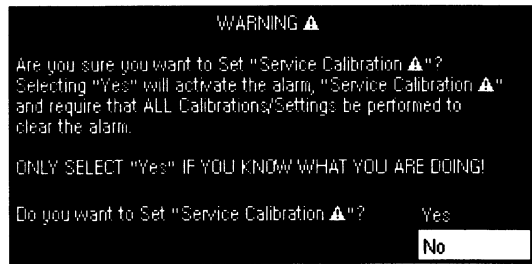 WARNING ⚠
Are you sure you want to Set "Service Calibration ⚠"?
Selecting "Yes" will activate the alarm, "Service Calibration ⚠"
and require that ALL Calibrations/Settings be performed to
clear the alarm.
ONLY SELECT "Yes" IF YOU KNOW WHAT YOU ARE DOING!
Do you want to Set "Service Calibration ⚠"? Yes
No